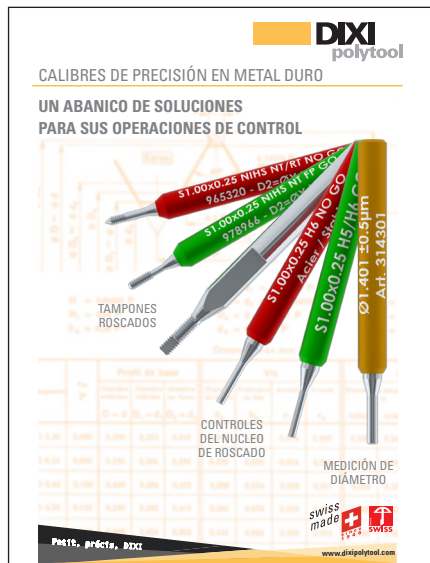 DIXI
polytool
CALIBRES DE PRECISIÓN EN METAL DURO
UN ABANICO DE SOLUCIONES
PARA SUS OPERACIONES DE CONTROL
S1.00x0.25 NIHS NT/RT NO GO
965320 - D2=
S1.00x0.25 NIHS NT FP GO
978966 - D2=
S1.00x0.25 H6 NO GO
Acier /
S1.00x0.25 H5/H6 GO
Ø1.401 ±0.5µm
Art. 314301
TAMPONES
ROSCADOS
CONTROLES
DEL NUCLEO
DE ROSCADO
MEDICIÓN DE
DIÁMETRO
swiss
made
swiss
Petit, précis, DIXI
www.dixipolytool.com